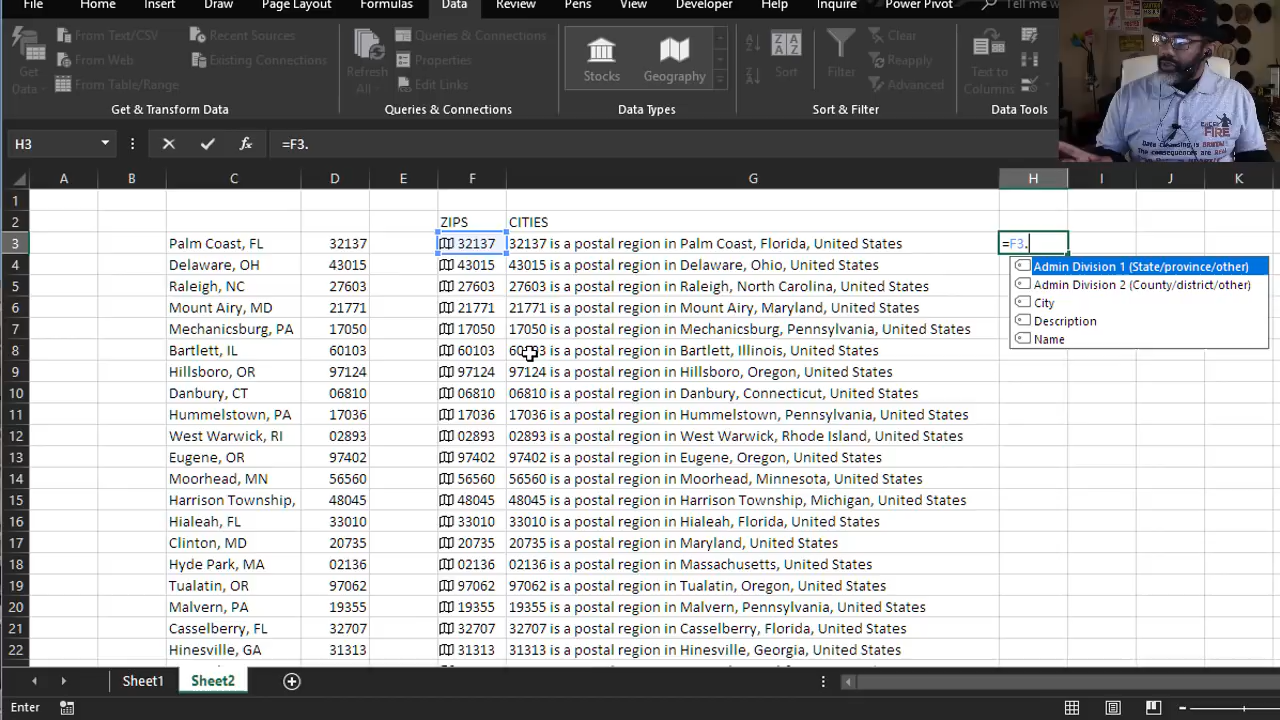 File Home Insert Draw Page Layout Formulas Data Review Pens View Developer Help Inquire Power Pivot Tell me
Get Data
From Text/CSV
From Web
From Table/Range
Recent Sources
Existing Connections
Get & Transform Data
Refresh All
Queries & Connections
Properties
Edit Links
Queries & Connections
Stocks
Geography
Data Types
Sort
Filter
Clear
Reapply
Advanced
Sort & Filter
Text to Columns
Data Tools
FIRE
H3 fx =F3.
A B C D E F G H I J K
1
2 ZIPS CITIES
3 Palm Coast, FL 32137 32137 32137 is a postal region in Palm Coast, Florida, United States =F3.
4 Delaware, OH 43015 43015 43015 is a postal region in Delaware, Ohio, United States
5 Raleigh, NC 27603 27603 27603 is a postal region in Raleigh, North Carolina, United States
6 Mount Airy, MD 21771 21771 21771 is a postal region in Mount Airy, Maryland, United States
7 Mechanicsburg, PA 17050 17050 17050 is a postal region in Mechanicsburg, Pennsylvania, United States
8 Bartlett, IL 60103 60103 60103 is a postal region in Bartlett, Illinois, United States
9 Hillsboro, OR 97124 97124 97124 is a postal region in Hillsboro, Oregon, United States
10 Danbury, CT 06810 06810 06810 is a postal region in Danbury, Connecticut, United States
11 Hummelstown, PA 17036 17036 17036 is a postal region in Hummelstown, Pennsylvania, United States
12 West Warwick, RI 02893 02893 02893 is a postal region in West Warwick, Rhode Island, United States
13 Eugene, OR 97402 97402 97402 is a postal region in Eugene, Oregon, United States
14 Moorhead, MN 56560 56560 56560 is a postal region in Moorhead, Minnesota, United States
15 Harrison Township, 48045 48045 48045 is a postal region in Harrison Township, Michigan, United States
16 Hialeah, FL 33010 33010 33010 is a postal region in Hialeah, Florida, United States
17 Clinton, MD 20735 20735 20735 is a postal region in Maryland, United States
18 Hyde Park, MA 02136 02136 02136 is a postal region in Massachusetts, United States
19 Tualatin, OR 97062 97062 97062 is a postal region in Tualatin, Oregon, United States
20 Malvern, PA 19355 19355 19355 is a postal region in Malvern, Pennsylvania, United States
21 Casselberry, FL 32707 32707 32707 is a postal region in Casselberry, Florida, United States
22 Hinesville, GA 31313 31313 31313 is a postal region in Hinesville, Georgia, United States
Admin Division 1 (State/province/other)
Admin Division 2 (County/district/other)
City
Description
Name
Sheet1 Sheet2
Enter